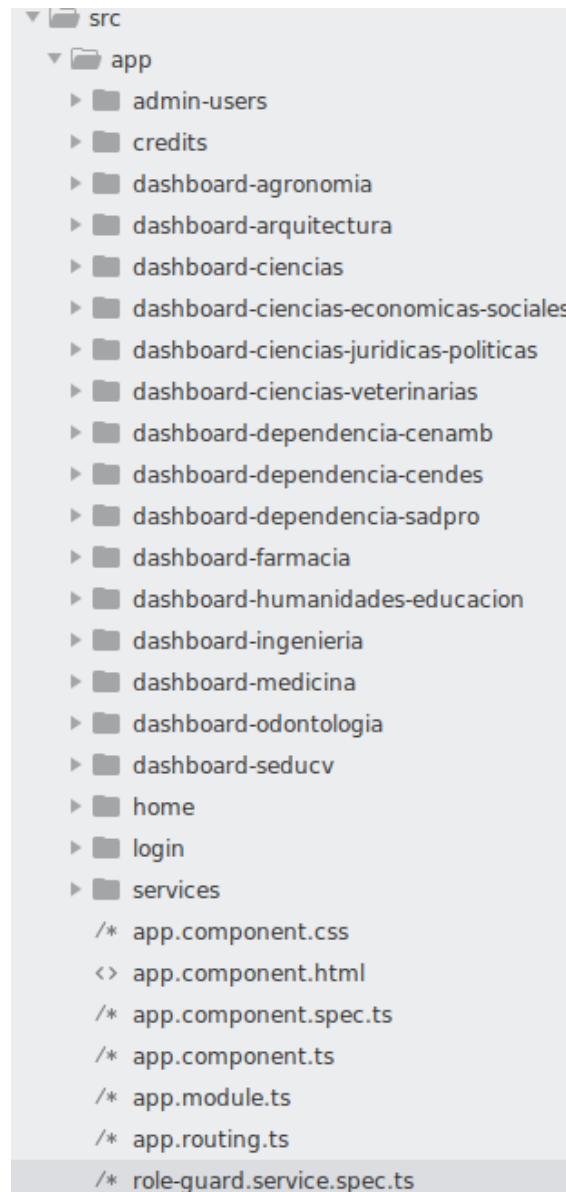 src
app
admin-users
credits
dashboard-agronomia
dashboard-arquitectura
dashboard-ciencias
dashboard-ciencias-economicas-sociales
dashboard-ciencias-juridicas-politicas
dashboard-ciencias-veterinarias
dashboard-dependencia-cenamb
dashboard-dependencia-cendes
dashboard-dependencia-sadpro
dashboard-farmacia
dashboard-humanidades-educacion
dashboard-ingenieria
dashboard-medicina
dashboard-odontologia
dashboard-seducv
home
login
services
/* app.component.css
<> app.component.html
/* app.component.spec.ts
/* app.component.ts
/* app.module.ts
/* app.routing.ts
/* role-guard.service.spec.ts